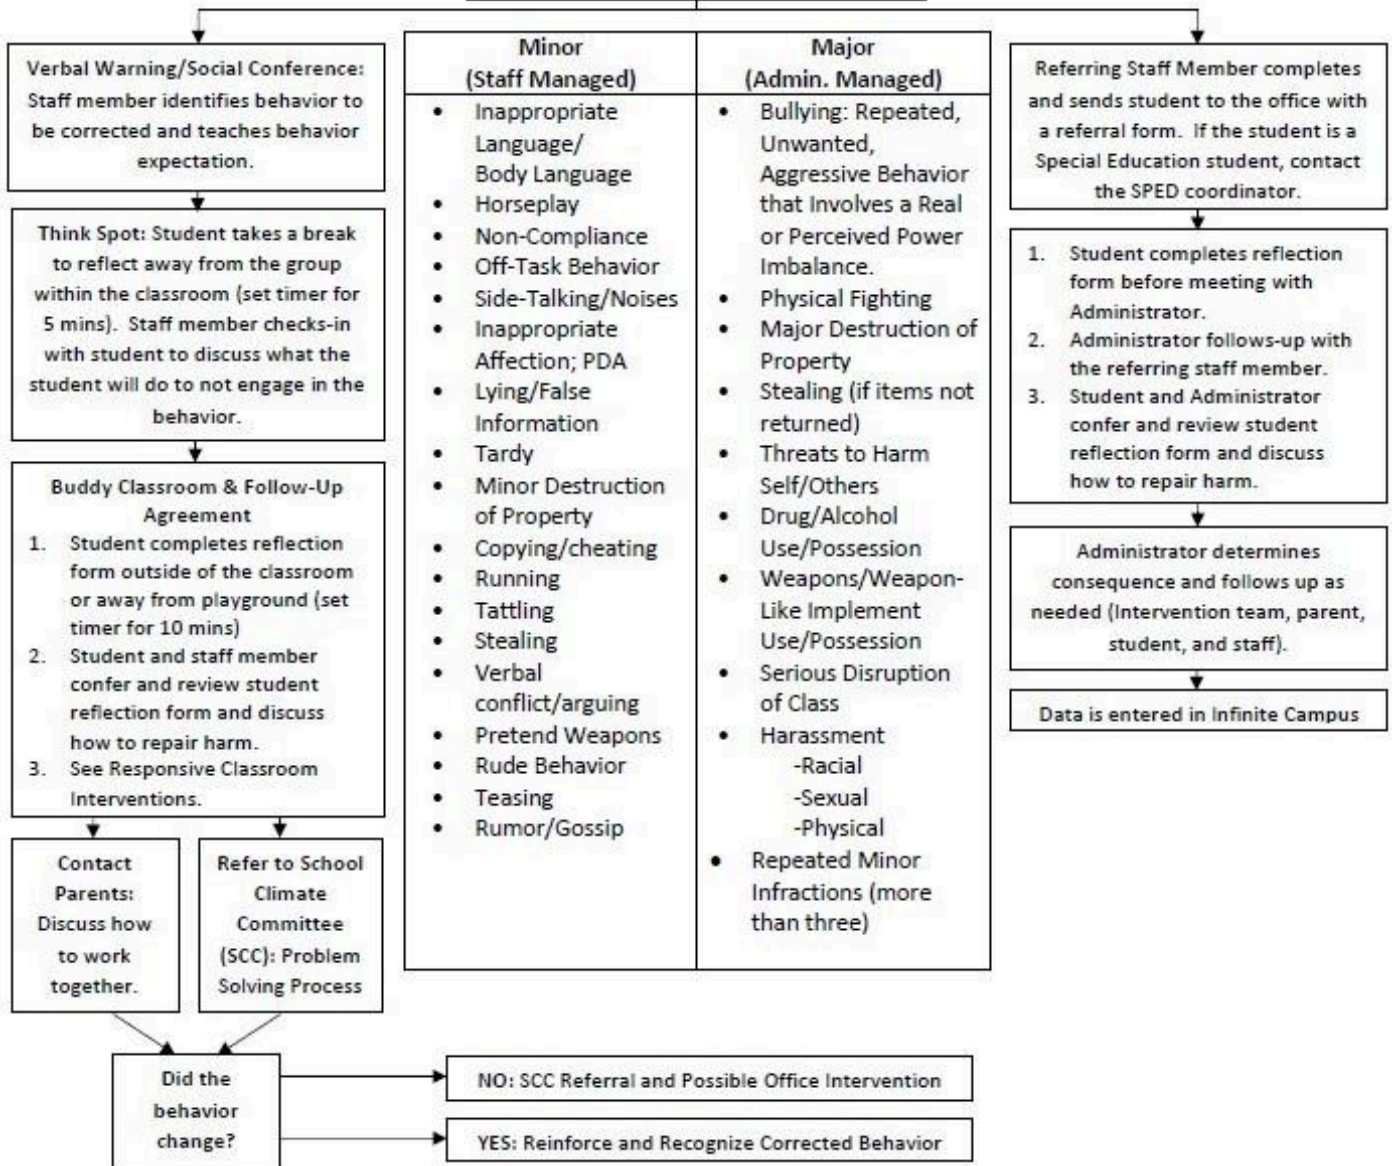 Verbal Warning/Social Conference:
Staff member identifies behavior to
be corrected and teaches behavior
expectation.
Think Spot: Student takes a break
to reflect away from the group
within the classroom (set timer for
5 mins). Staff member checks-in
with student to discuss what the
student will do to not engage in the
behavior.
Buddy Classroom & Follow-Up
Agreement
1. Student completes reflection
form outside of the classroom
or away from playground (set
timer for 10 mins)
2. Student and staff member
confer and review student
reflection form and discuss
how to repair harm.
3. See Responsive Classroom
Interventions.
Contact
Parents:
Discuss how
to work
together.
Refer to School
Climate
Committee
(SCC): Problem
Solving Process
Minor
(Staff Managed)
• Inappropriate
Language/
Body Language
• Horseplay
• Non-Compliance
• Off-Task Behavior
• Side-Talking/Noises
• Inappropriate
Affection; PDA
• Lying/False
Information
• Tardy
• Minor Destruction
of Property
• Copying/cheating
• Running
• Tattling
• Stealing
• Verbal
conflict/arguing
• Pretend Weapons
• Rude Behavior
• Teasing
• Rumor/Gossip
Major
(Admin. Managed)
• Bullying: Repeated,
Unwanted,
Aggressive Behavior
that Involves a Real
or Perceived Power
Imbalance.
• Physical Fighting
• Major Destruction of
Property
• Stealing (if items not
returned)
• Threats to Harm
Self/Others
• Drug/Alcohol
Use/Possession
• Weapons/Weapon-
Like Implement
Use/Possession
• Serious Disruption
of Class
• Harassment
-Racial
-Sexual
-Physical
• Repeated Minor
Infractions (more
than three)
Referring Staff Member completes
and sends student to the office with
a referral form. If the student is a
Special Education student, contact
the SPED coordinator.
1. Student completes reflection
form before meeting with
Administrator.
2. Administrator follows-up with
the referring staff member.
3. Student and Administrator
confer and review student
reflection form and discuss
how to repair harm.
Administrator determines
consequence and follows up as
needed (Intervention team, parent,
student, and staff).
Data is entered in Infinite Campus
Did the
behavior
change?
NO: SCC Referral and Possible Office Intervention
YES: Reinforce and Recognize Corrected Behavior